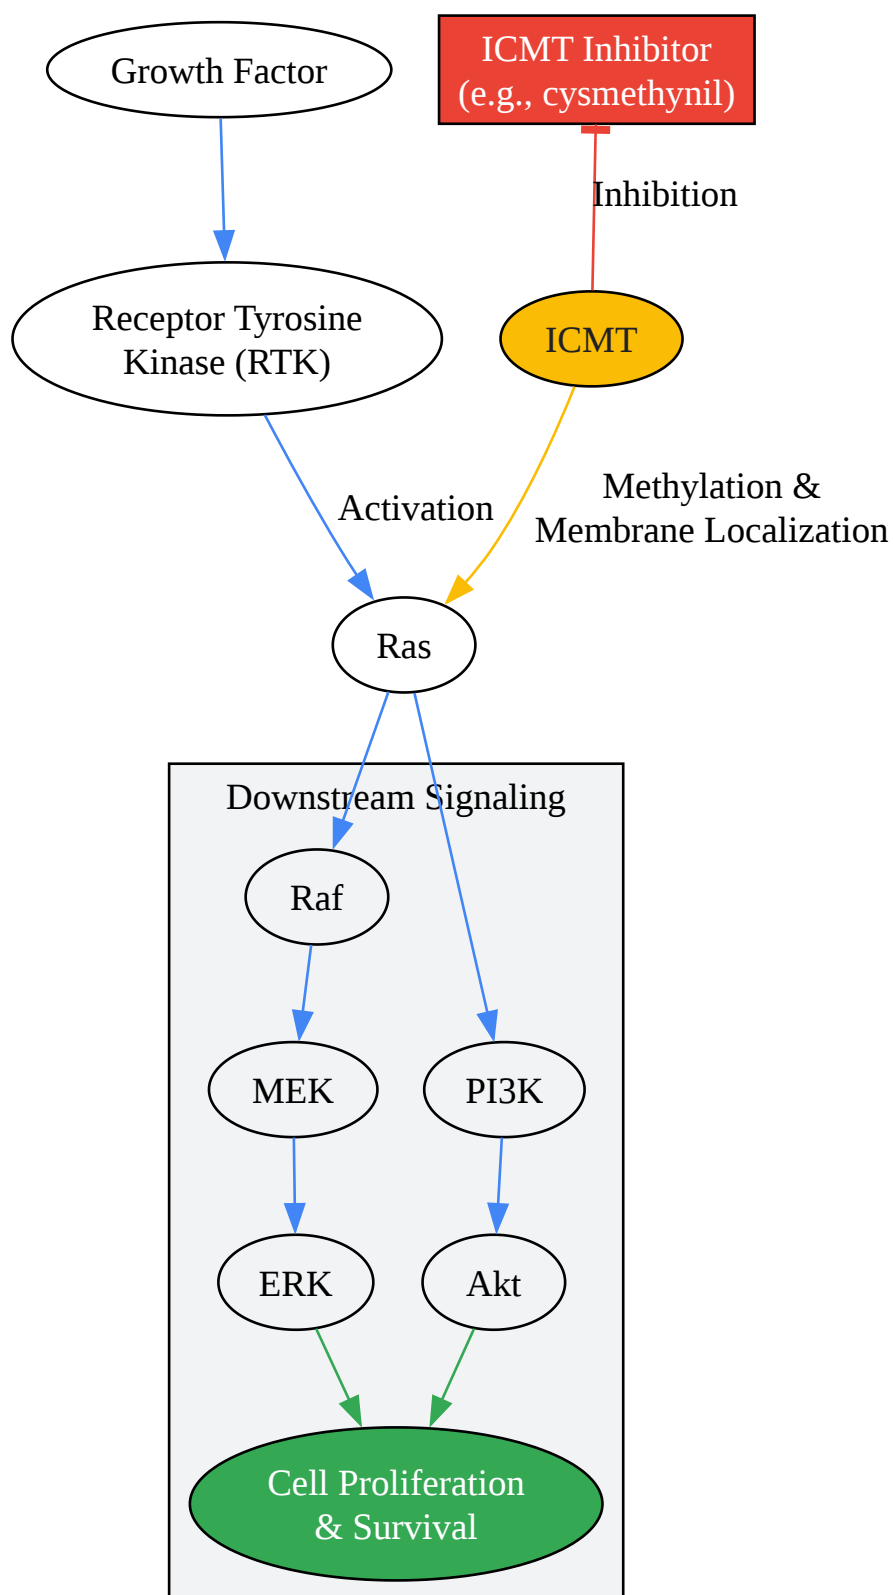 Growth Factor
ICMT Inhibitor
(e.g., cysmethynil)
Inhibition
Receptor Tyrosine
Kinase (RTK)
ICMT
Activation
Methylation &
Membrane Localization
Ras
Downstream Signaling
Raf
MEK
PI3K
ERK
Akt
Cell Proliferation
& Survival